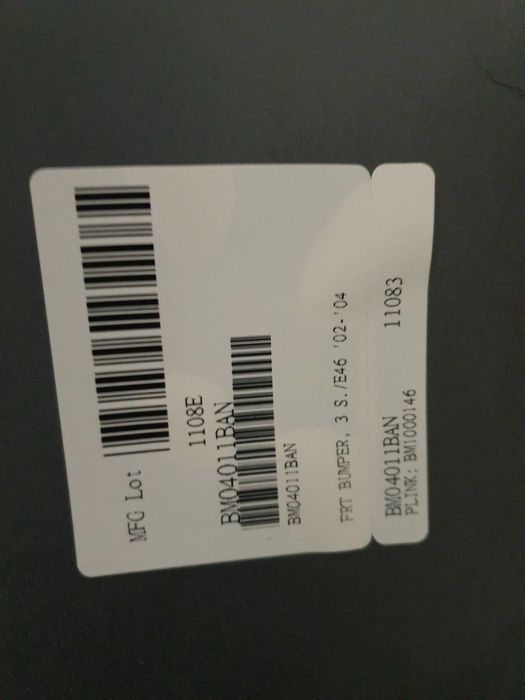 MFG Lot
1108E
BM04011BAN
BM04011BAN
FRT BUMPER, 3 S./E46 '02-'04
BM04011BAN 11083
PLINK: BM1000146